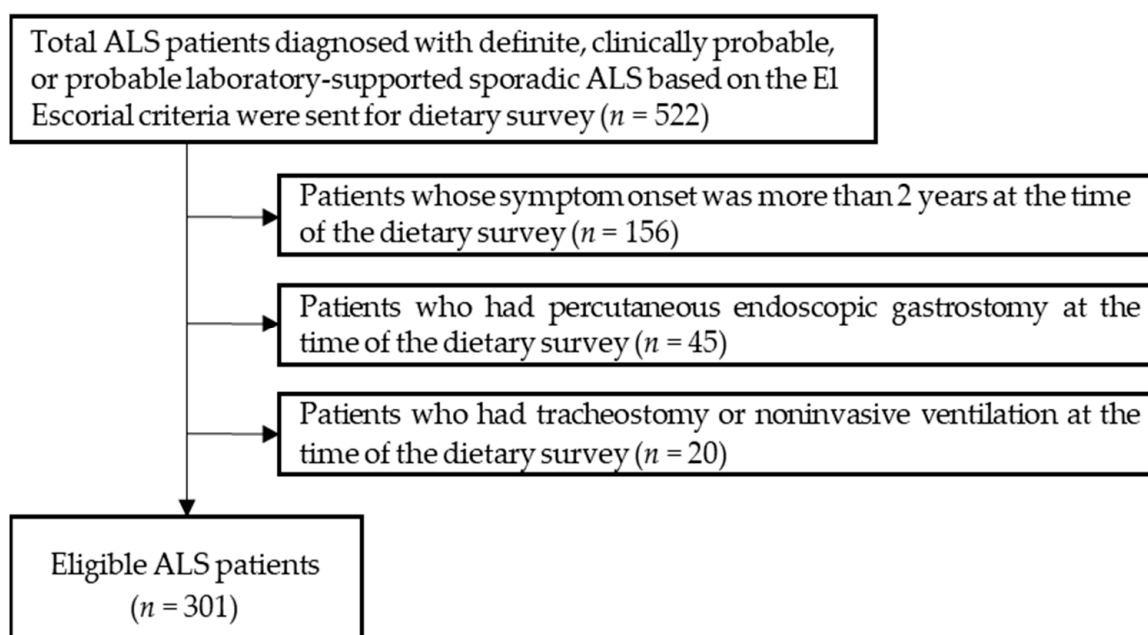 Total ALS patients diagnosed with definite, clinically probable,
or probable laboratory-supported sporadic ALS based on the El
Escorial criteria were sent for dietary survey (n = 522)
Patients whose symptom onset was more than 2 years at the time
of the dietary survey (n = 156)
Patients who had percutaneous endoscopic gastrostomy at the
time of the dietary survey (n = 45)
Patients who had tracheostomy or noninvasive ventilation at the
time of the dietary survey (n = 20)
Eligible ALS patients
(n = 301)